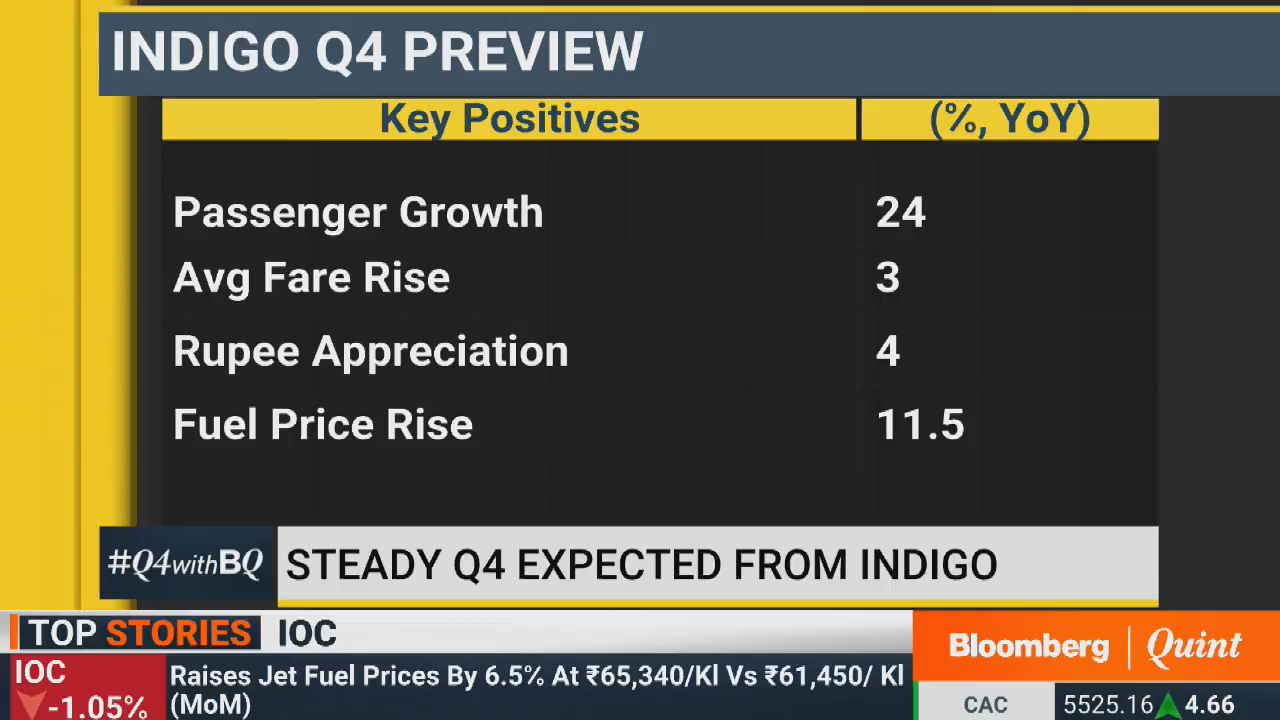 INDIGO Q4 PREVIEW
Key Positives (%, YoY)
Passenger Growth 24
Avg Fare Rise 3
Rupee Appreciation 4
Fuel Price Rise 11.5
#Q4withBQ STEADY Q4 EXPECTED FROM INDIGO
TOP STORIES IOC
IOC
-1.05%
Raises Jet Fuel Prices By 6.5% At ₹65,340/Kl Vs ₹61,450/ Kl
(MoM)
Bloomberg | Quint
CAC 5525.16 4.66